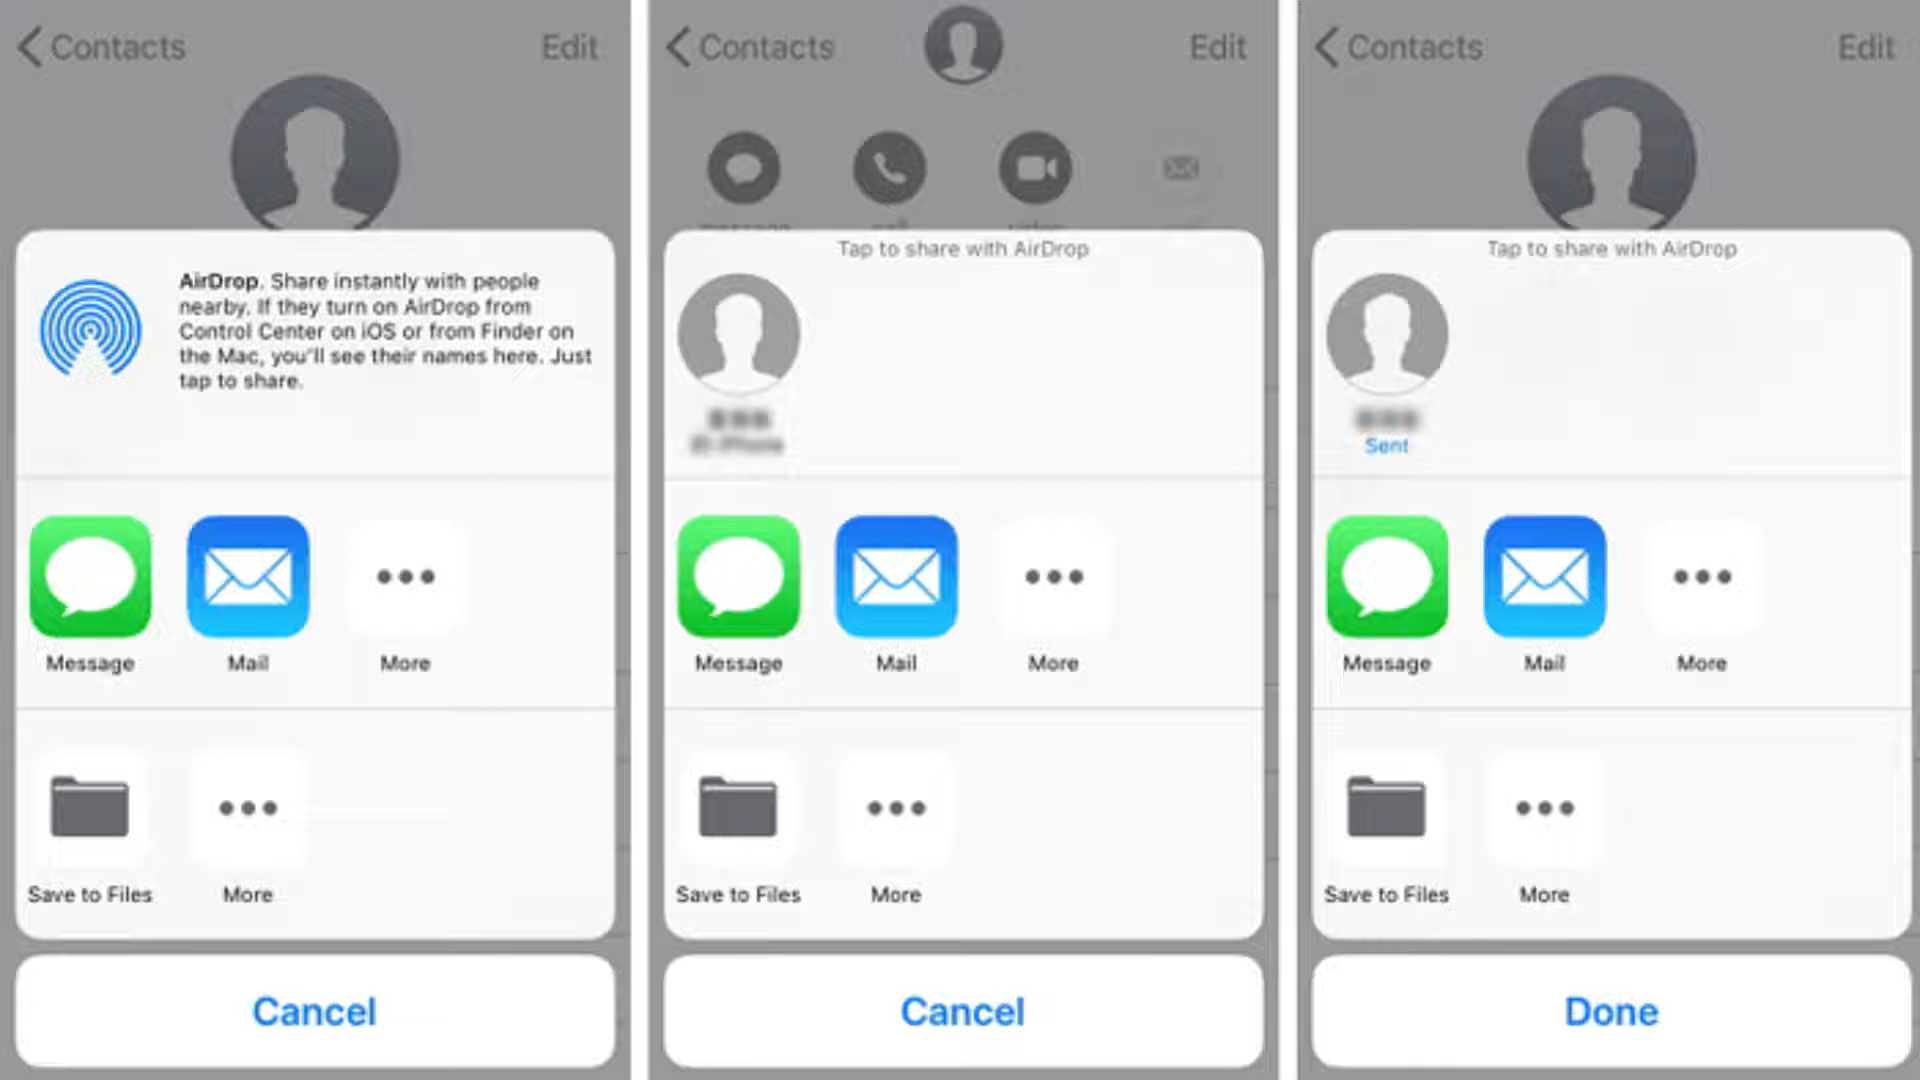 Contacts
Edit
AirDrop. Share instantly with people
nearby. If they turn on AirDrop from
Control Center on iOS or from Finder on
the Mac, you'll see their names here. Just
tap to share.
Message
Mail
More
Save to Files
More
Cancel
Contacts
Edit
Tap to share with AirDrop
Message
Mail
More
Save to Files
More
Cancel
Contacts
Edit
Tap to share with AirDrop
Sent
Message
Mail
More
Save to Files
More
Done